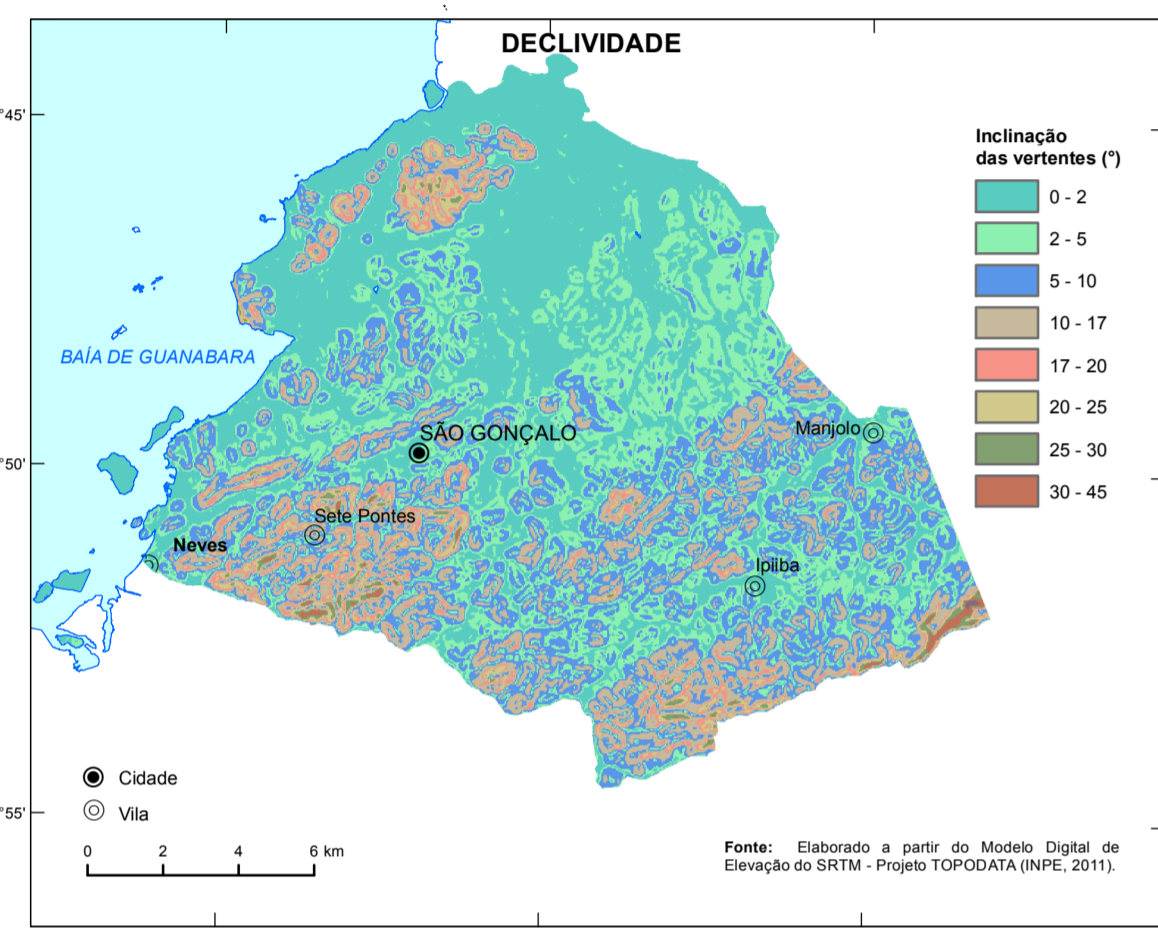 DECLIVIDADE
°45'
Inclinação
das vertentes (°)
0 - 2
2 - 5
5 - 10
10 - 17
17 - 20
20 - 25
25 - 30
30 - 45
BAÍA DE GUANABARA
SÃO GONÇALO
Manjolo
°50'
Sete Pontes
Neves
Ipiiba
Cidade
Vila
°55'
0 2 4 6 km
Fonte: Elaborado a partir do Modelo Digital de
Elevação do SRTM - Projeto TOPODATA (INPE, 2011).